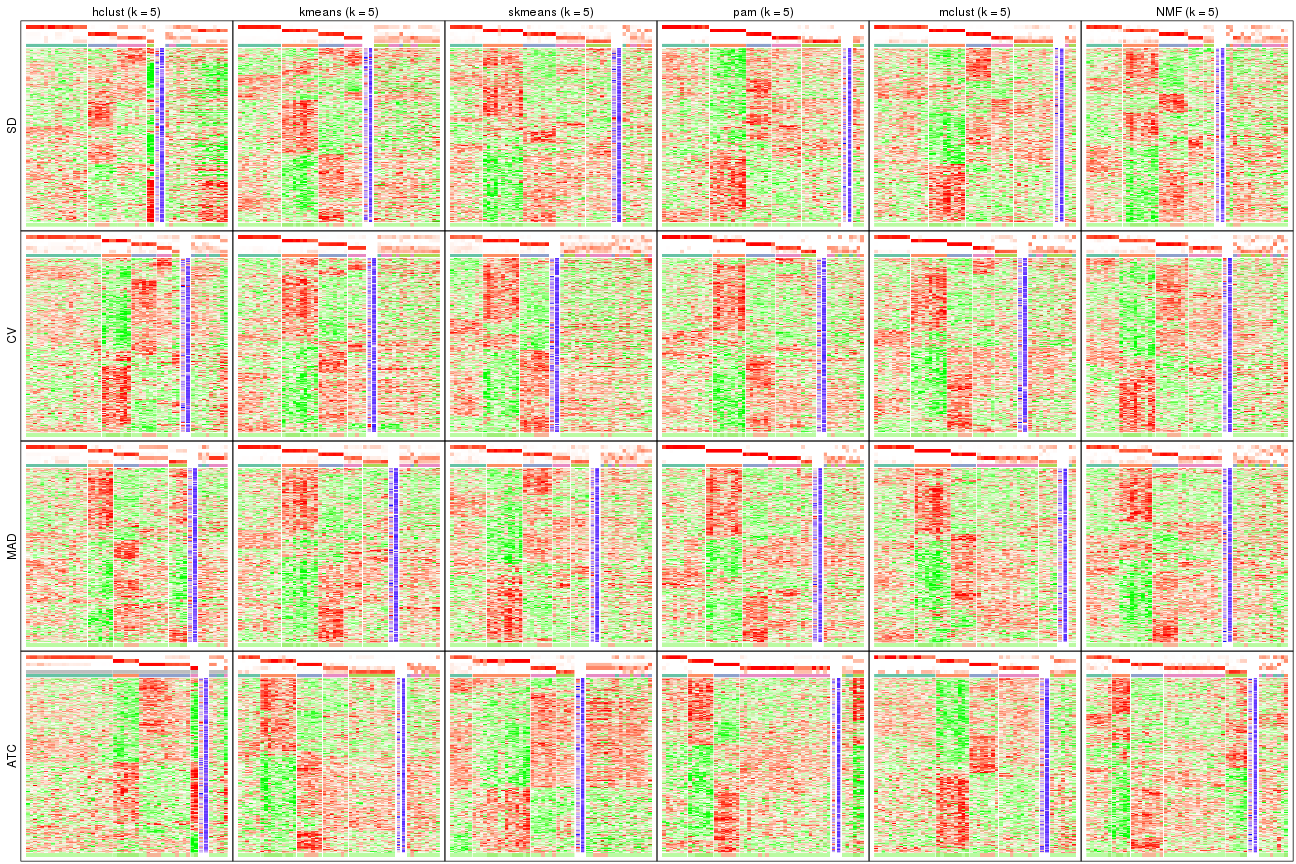 hclust (k = 5) kmeans (k = 5) skmeans (k = 5) pam (k = 5) mclust (k = 5) NMF (k = 5)
SD
CV
MAD
ATC